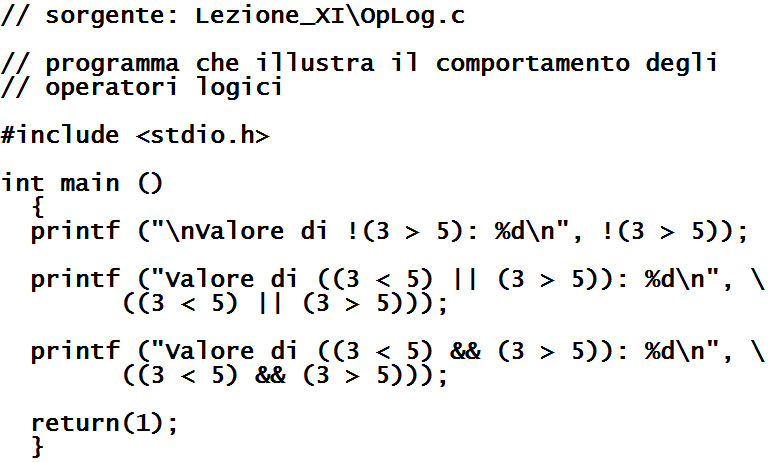 // sorgente: Lezione_XI\OpLog.c
// programma che illustra il comportamento degli
// operatori logici
#include <stdio.h>
int main ()
{
printf ("\nValore di !(3 > 5): %d\n", !(3 > 5));
printf ("Valore di ((3 < 5) || (3 > 5)): %d\n", \
((3 < 5) || (3 > 5)));
printf ("Valore di ((3 < 5) && (3 > 5)): %d\n", \
((3 < 5) && (3 > 5)));
return(1);
}